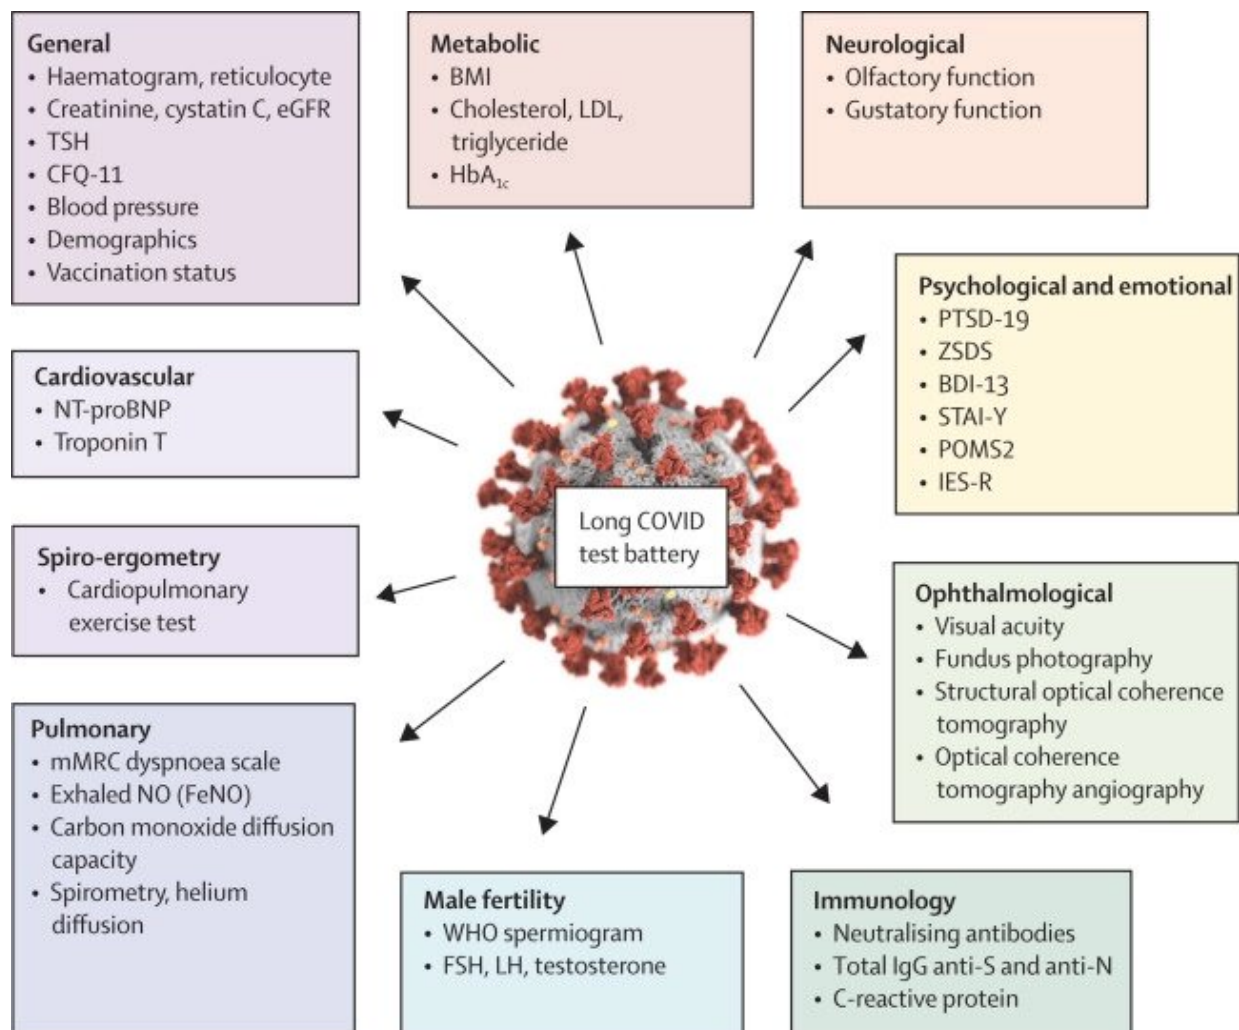 General
• Haematogram, reticulocyte
• Creatinine, cystatin C, eGFR
• TSH
• CFQ-11
• Blood pressure
• Demographics
• Vaccination status
Metabolic
• BMI
• Cholesterol, LDL,
triglyceride
• HbA1c
Neurological
• Olfactory function
• Gustatory function
Psychological and emotional
• PTSD-19
• ZSDS
• BDI-13
• STAI-Y
• POMS2
• IES-R
Cardiovascular
• NT-proBNP
• Troponin T
Long COVID
test battery
Spiro-ergometry
• Cardiopulmonary
exercise test
Ophthalmological
• Visual acuity
• Fundus photography
• Structural optical coherence
tomography
• Optical coherence
tomography angiography
Pulmonary
• mMRC dyspnoea scale
• Exhaled NO (FeNO)
• Carbon monoxide diffusion
capacity
• Spirometry, helium
diffusion
Male fertility
• WHO spermiogram
• FSH, LH, testosterone
Immunology
• Neutralising antibodies
• Total IgG anti-S and anti-N
• C-reactive protein